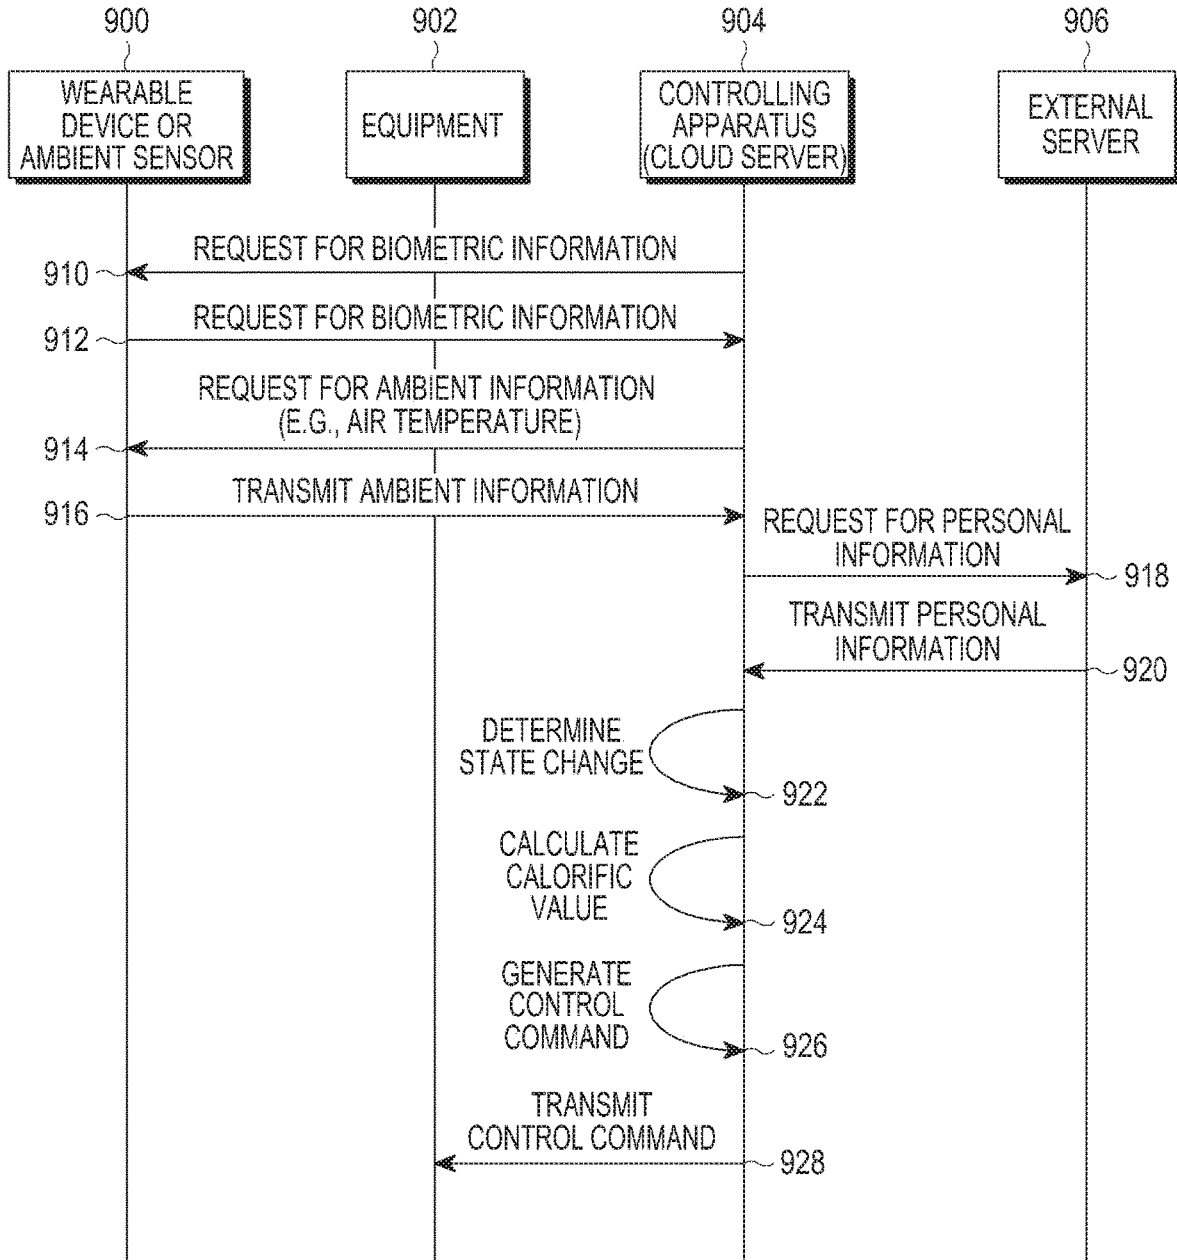 900
902
904
906
WEARABLE
DEVICE OR
AMBIENT SENSOR
EQUIPMENT
CONTROLLING
APPARATUS
(CLOUD SERVER)
EXTERNAL
SERVER
REQUEST FOR BIOMETRIC INFORMATION
910
REQUEST FOR BIOMETRIC INFORMATION
912
REQUEST FOR AMBIENT INFORMATION
(E.G., AIR TEMPERATURE)
914
TRANSMIT AMBIENT INFORMATION
916
REQUEST FOR PERSONAL
INFORMATION
918
TRANSMIT PERSONAL
INFORMATION
920
DETERMINE
STATE CHANGE
922
CALCULATE
CALORIFIC
VALUE
924
GENERATE
CONTROL
COMMAND
926
TRANSMIT
CONTROL COMMAND
928